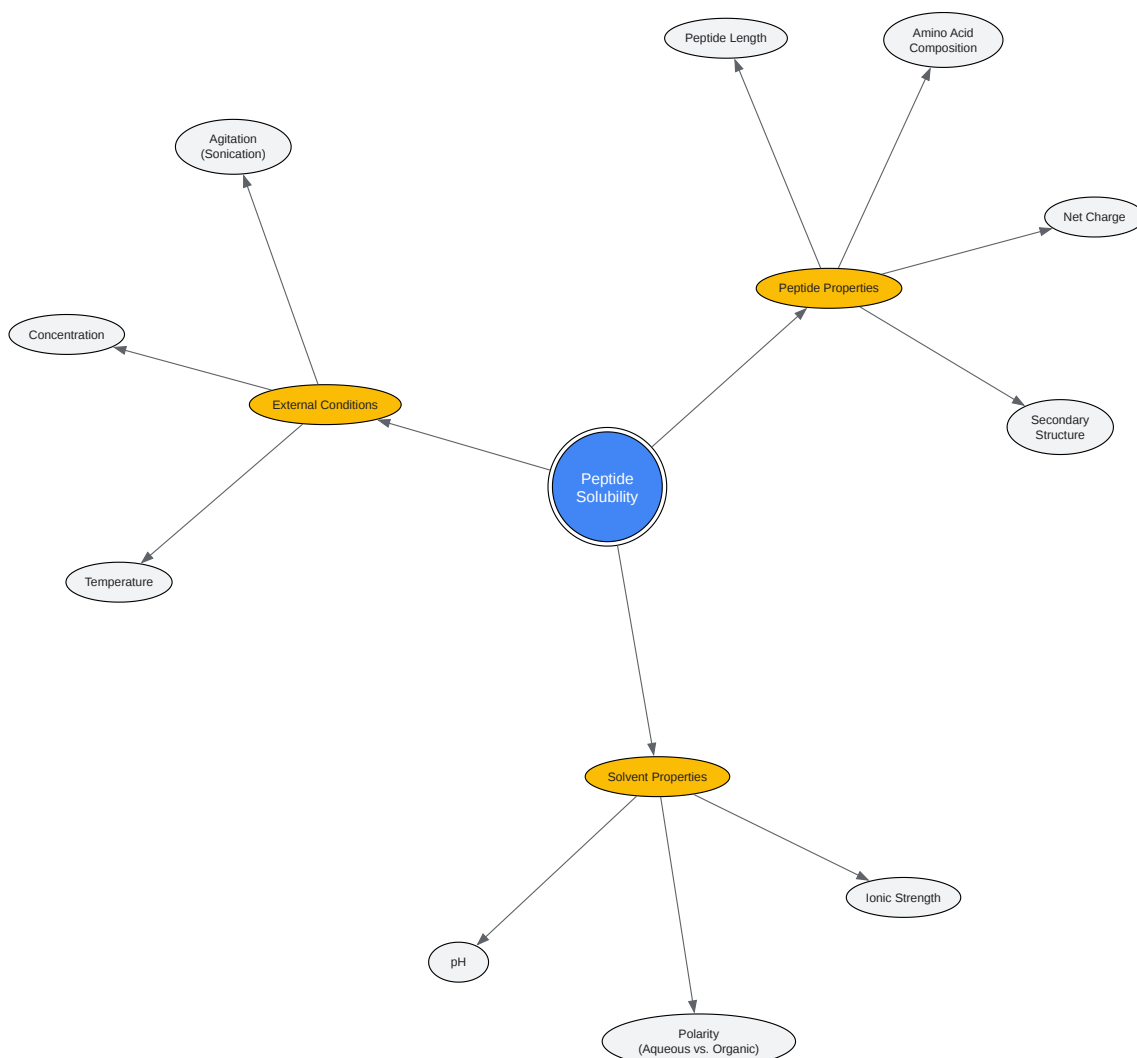 Peptide Length
Amino Acid
Composition
Agitation
(Sonication)
Net Charge
Peptide Properties
Concentration
External Conditions
Secondary
Structure
Peptide
Solubility
Temperature
Solvent Properties
Ionic Strength
pH
Polarity
(Aqueous vs. Organic)